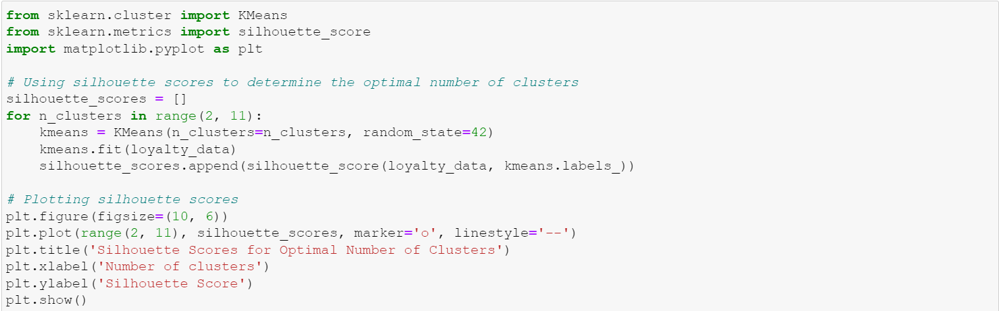 from sklearn.cluster import KMeans
from sklearn.metrics import silhouette_score
import matplotlib.pyplot as plt

# Using silhouette scores to determine the optimal number of clusters
silhouette_scores = []
for n_clusters in range(2, 11):
    kmeans = KMeans(n_clusters=n_clusters, random_state=42)
    kmeans.fit(loyalty_data)
    silhouette_scores.append(silhouette_score(loyalty_data, kmeans.labels_))

# Plotting silhouette scores
plt.figure(figsize=(10, 6))
plt.plot(range(2, 11), silhouette_scores, marker='o', linestyle='--')
plt.title('Silhouette Scores for Optimal Number of Clusters')
plt.xlabel('Number of clusters')
plt.ylabel('Silhouette Score')
plt.show()